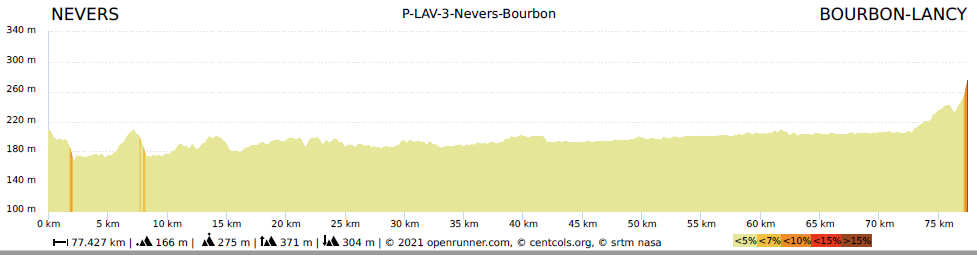 NEVERS P-LAV-3-Nevers-Bourbon BOURBON-LANCY
340 m
300 m
260 m
220 m
180 m
140 m
100 m
0 km 5 km 10 km 15 km 20 km 25 km 30 km 35 km 40 km 45 km 50 km 55 km 60 km 65 km 70 km 75 km
77.427 km | 166 m | 275 m | 371 m | 304 m | © 2021 openrunner.com, © centcols.org, © srtm nasa <5% <7% <10% <15% >15%